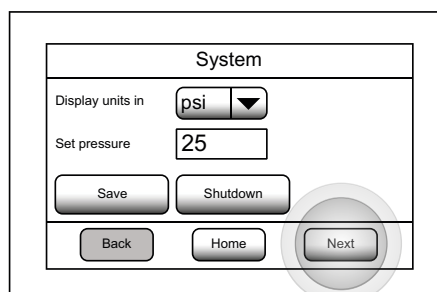 System
Display units in psi
Set pressure 25
Save Shutdown
Back Home Next